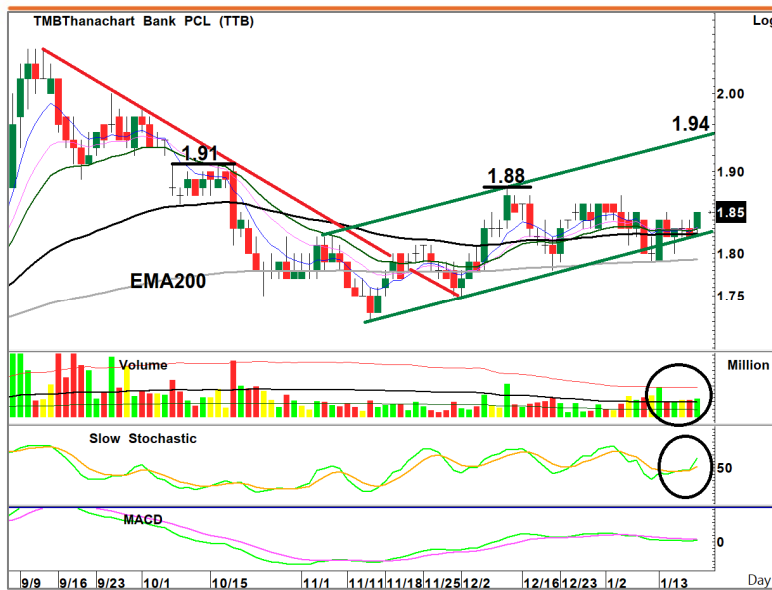 TMBThanachart Bank PCL (TTB)
Log
2.00
1.94
1.91
1.90
1.88
1.85
1.80
EMA200
1.75
Volume
Million
Slow Stochastic
50
MACD
0
9/9 9/16 9/23 10/1 10/15 11/1 11/11 11/18 11/25 12/2 12/16 12/23 1/2 1/13 Day